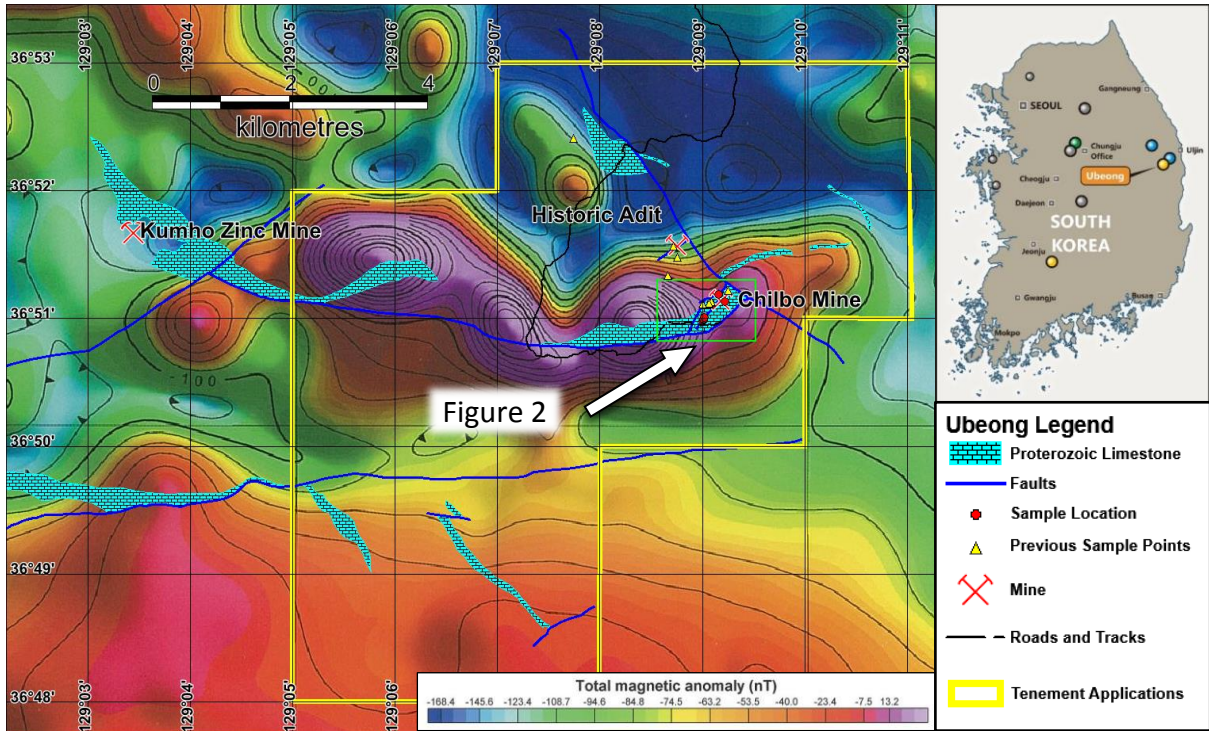 129°03'
129°04'
129°05'
129°06'
129°07'
129°08'
129°09'
129°10'
129°11'
36°53'
0
2
4
kilometres
36°52'
Historic Adit
Kumho Zinc Mine
Chilbo Mine
36°51'
-100
Figure 2
36°50'
36°49'
36°48'
129°03'
129°04'
129°05'
129°06'
Total magnetic anomaly (nT)
-168.4 -145.6 -123.4 -108.7 -94.6 -84.8 -74.8 -63.2 -53.5 -40.0 -23.4 -7.5 13.2
SEOUL
Gangneung
Chungju
Office
Uljin
Ubeong
Cheogju
Daejeon
SOUTH
KOREA
Jeonju
Gwangju
Busan
Mokpo
Ubeong Legend
Proterozoic Limestone
Faults
Sample Location
Previous Sample Points
Mine
Roads and Tracks
Tenement Applications